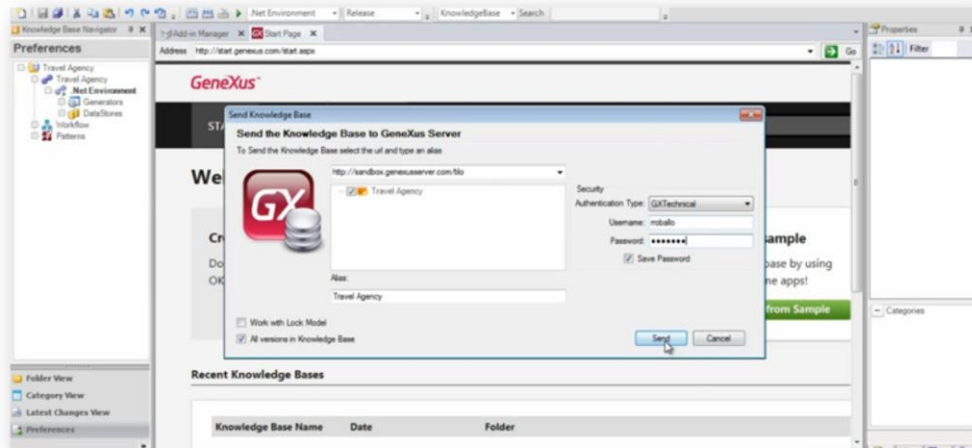 .Net Environment
Release
KnowledgeBase
Search
Knowledge Base Navigator
Add-in Manager
Start Page
Properties
Preferences
Address http://start.genexus.com/start.aspx
Go
Filter
Travel Agency
Travel Agency
.Net Environment
Generators
DataStores
Workflow
Patterns
GeneXus
Send Knowledge Base
STA
Send the Knowledge Base to GeneXus Server
To Send the Knowledge Base select the url and type an alias
We
http://sandbox.genexusserver.com/tilo
Travel Agency
GX
Security
Authentication Type: GXTechnical
Username: msballo
Password: •••••••
Save Password
Cr
ample
Do
base by using
OK
ne apps!
Alias:
Travel Agency
from Sample
Categories
Work with Lock Model
All versions in Knowledge Base
Send
Cancel
Folder View
Category View
Latest Changes View
Preferences
Recent Knowledge Bases
Knowledge Base Name Date Folder